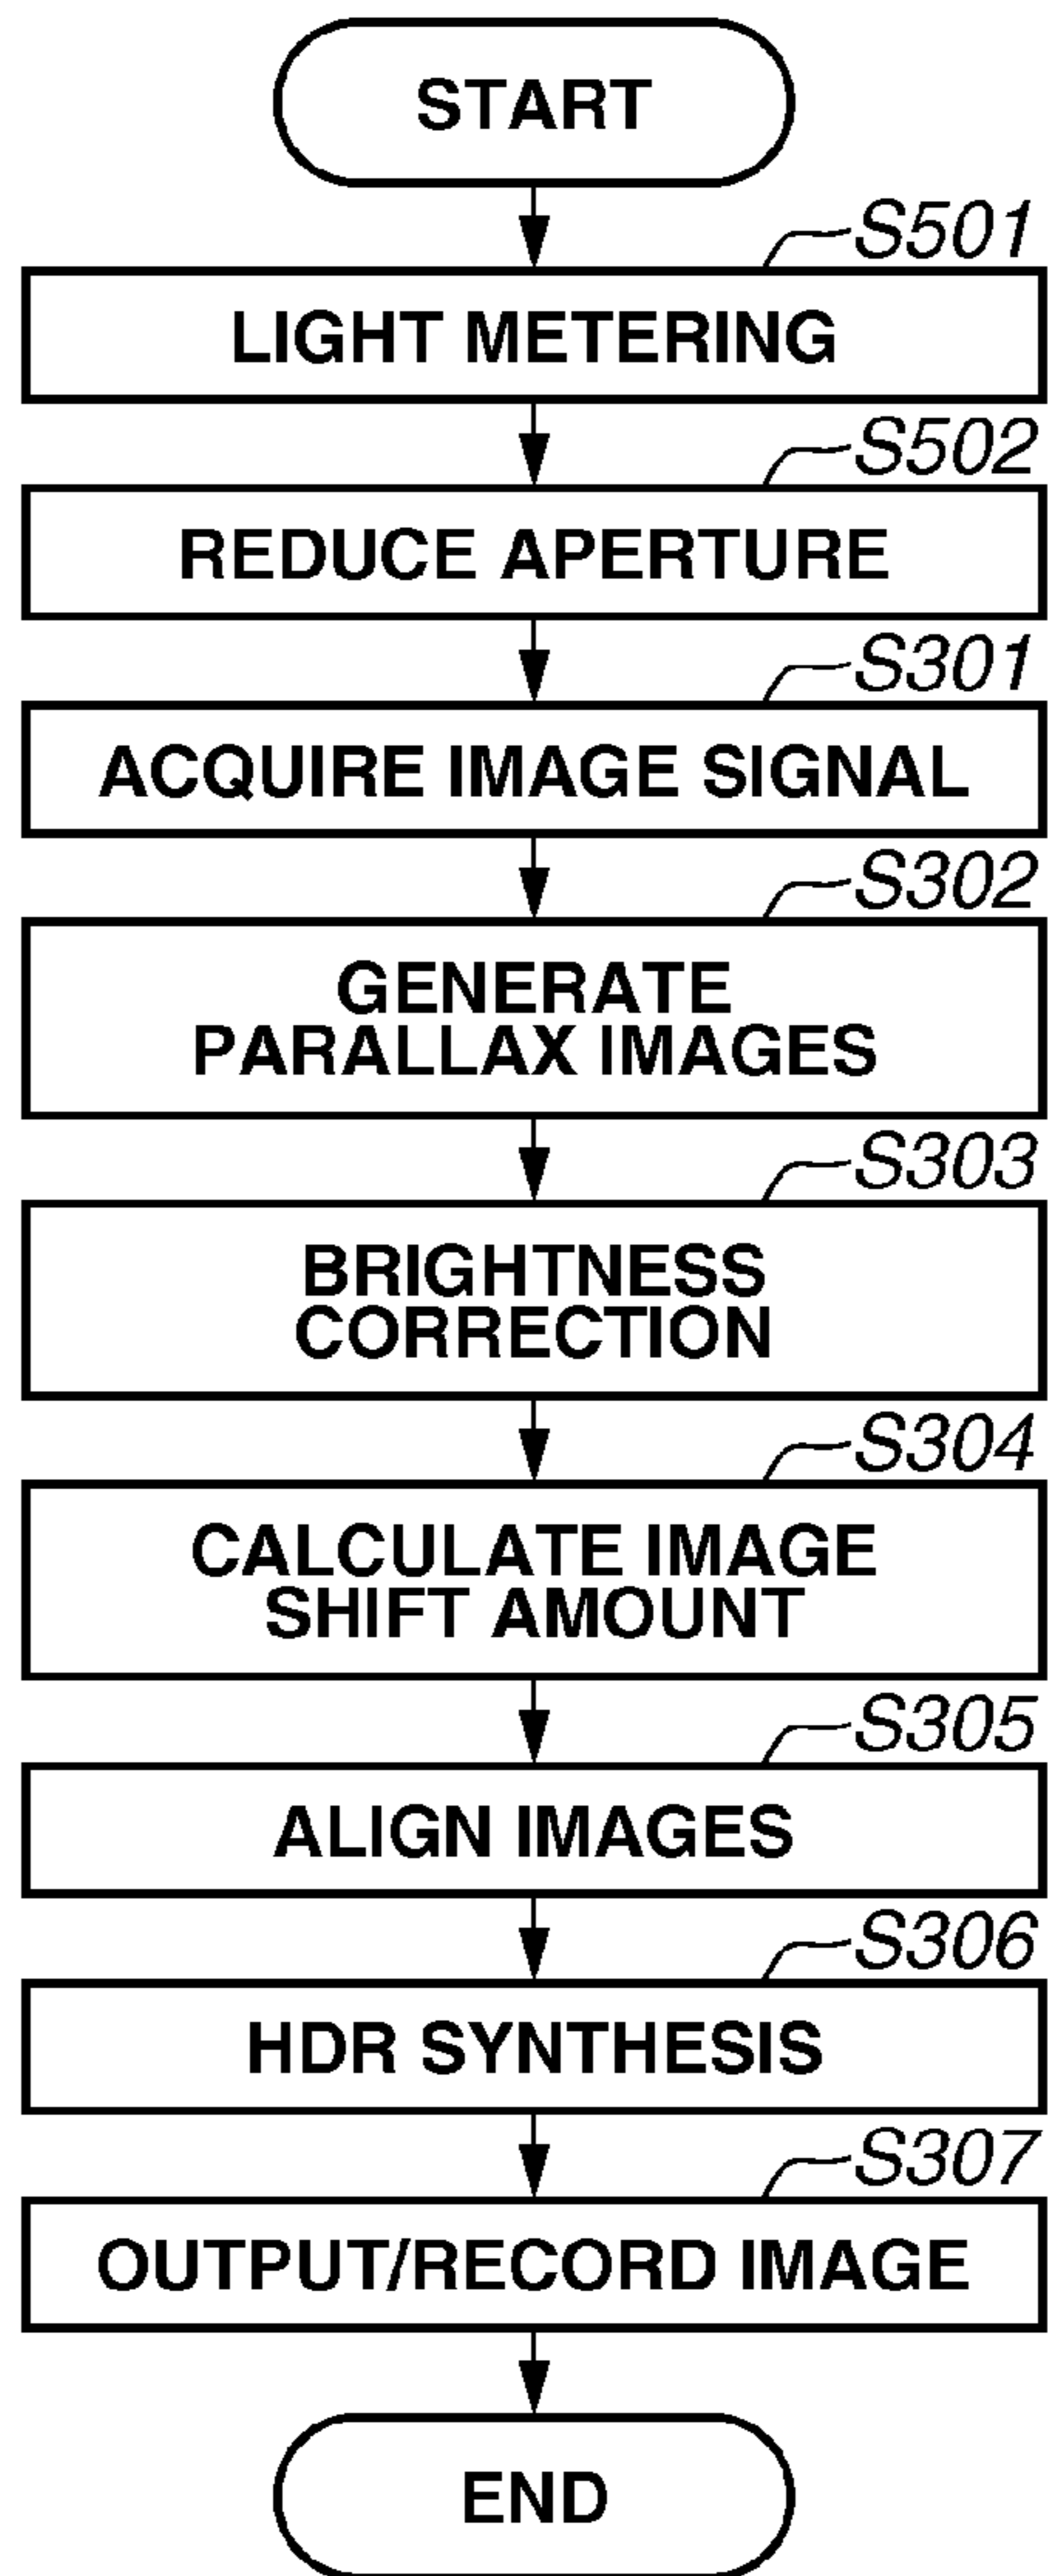 START
S501
LIGHT METERING
S502
REDUCE APERTURE
S301
ACQUIRE IMAGE SIGNAL
S302
GENERATE
PARALLAX IMAGES
S303
BRIGHTNESS
CORRECTION
S304
CALCULATE IMAGE
SHIFT AMOUNT
S305
ALIGN IMAGES
S306
HDR SYNTHESIS
S307
OUTPUT/RECORD IMAGE
END